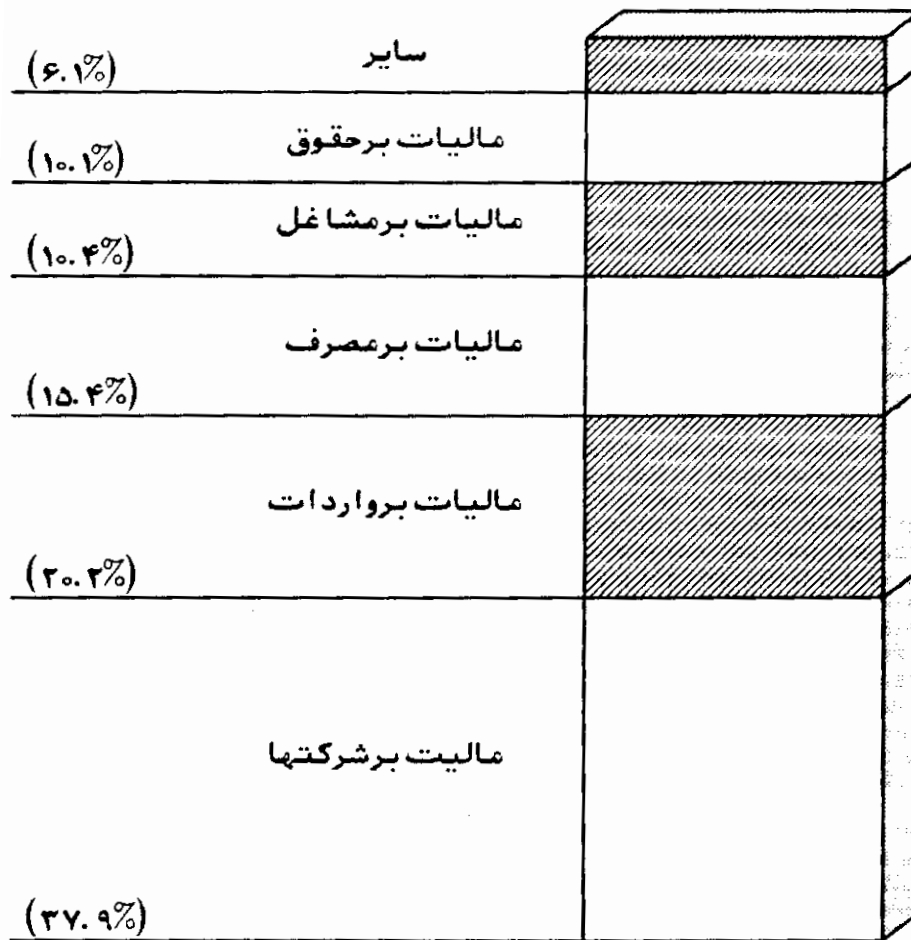 سایر
(۶.۱%)
مالیات برحقوق
(۱۰.۱%)
مالیات برمشاغل
(۱۰.۴%)
مالیات برمصرف
(۱۵.۴%)
مالیات برواردات
(۲۰.۲%)
مالیت برشرکتها
(۳۷.۹%)